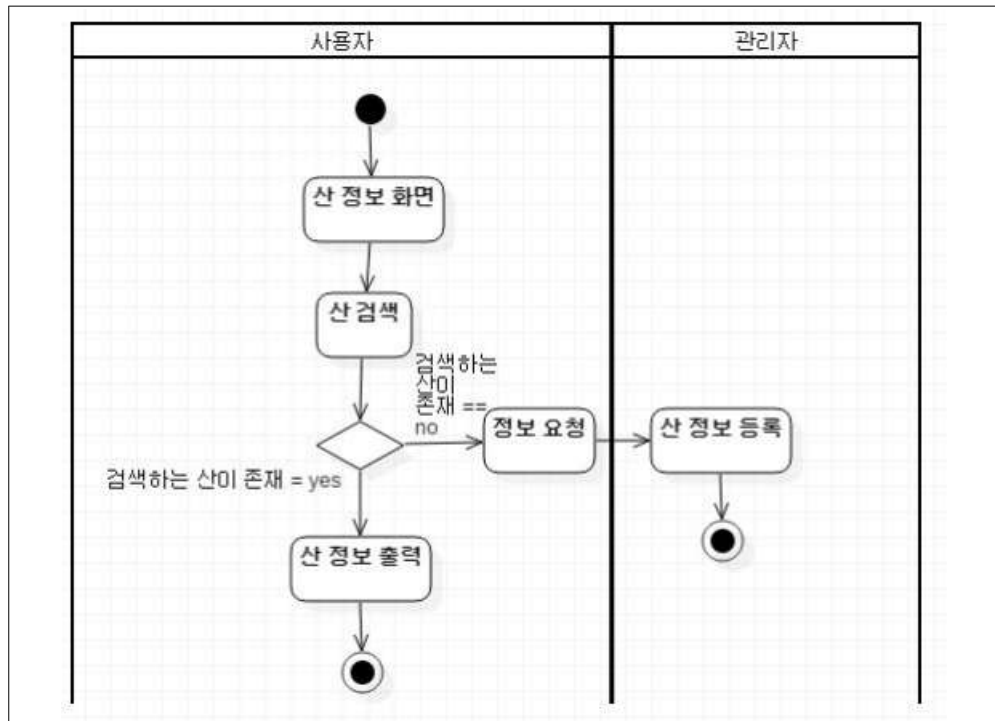 사용자
관리자
산 정보 화면
산 검색
검색하는
산이
존재 ==
no
정보 요청
산 정보 등록
검색하는 산이 존재 = yes
산 정보 출력